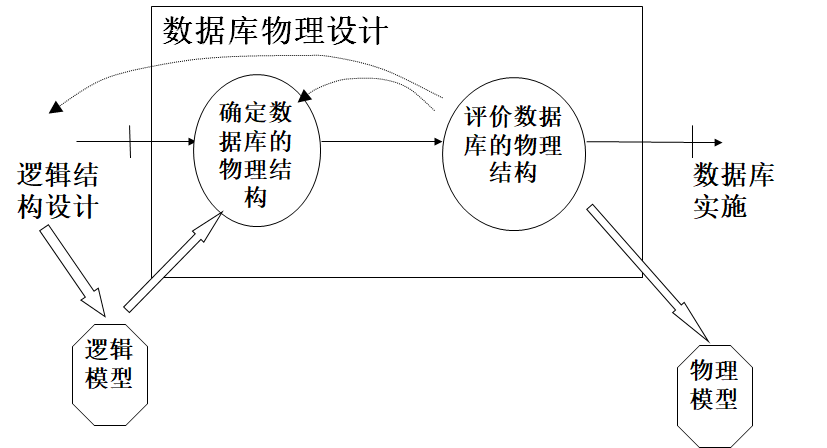 数据库物理设计
确定数
据库的
物理结
构
评价数据
库的物理
结构
逻辑结
构设计
数据库
实施
逻辑
模型
物理
模型